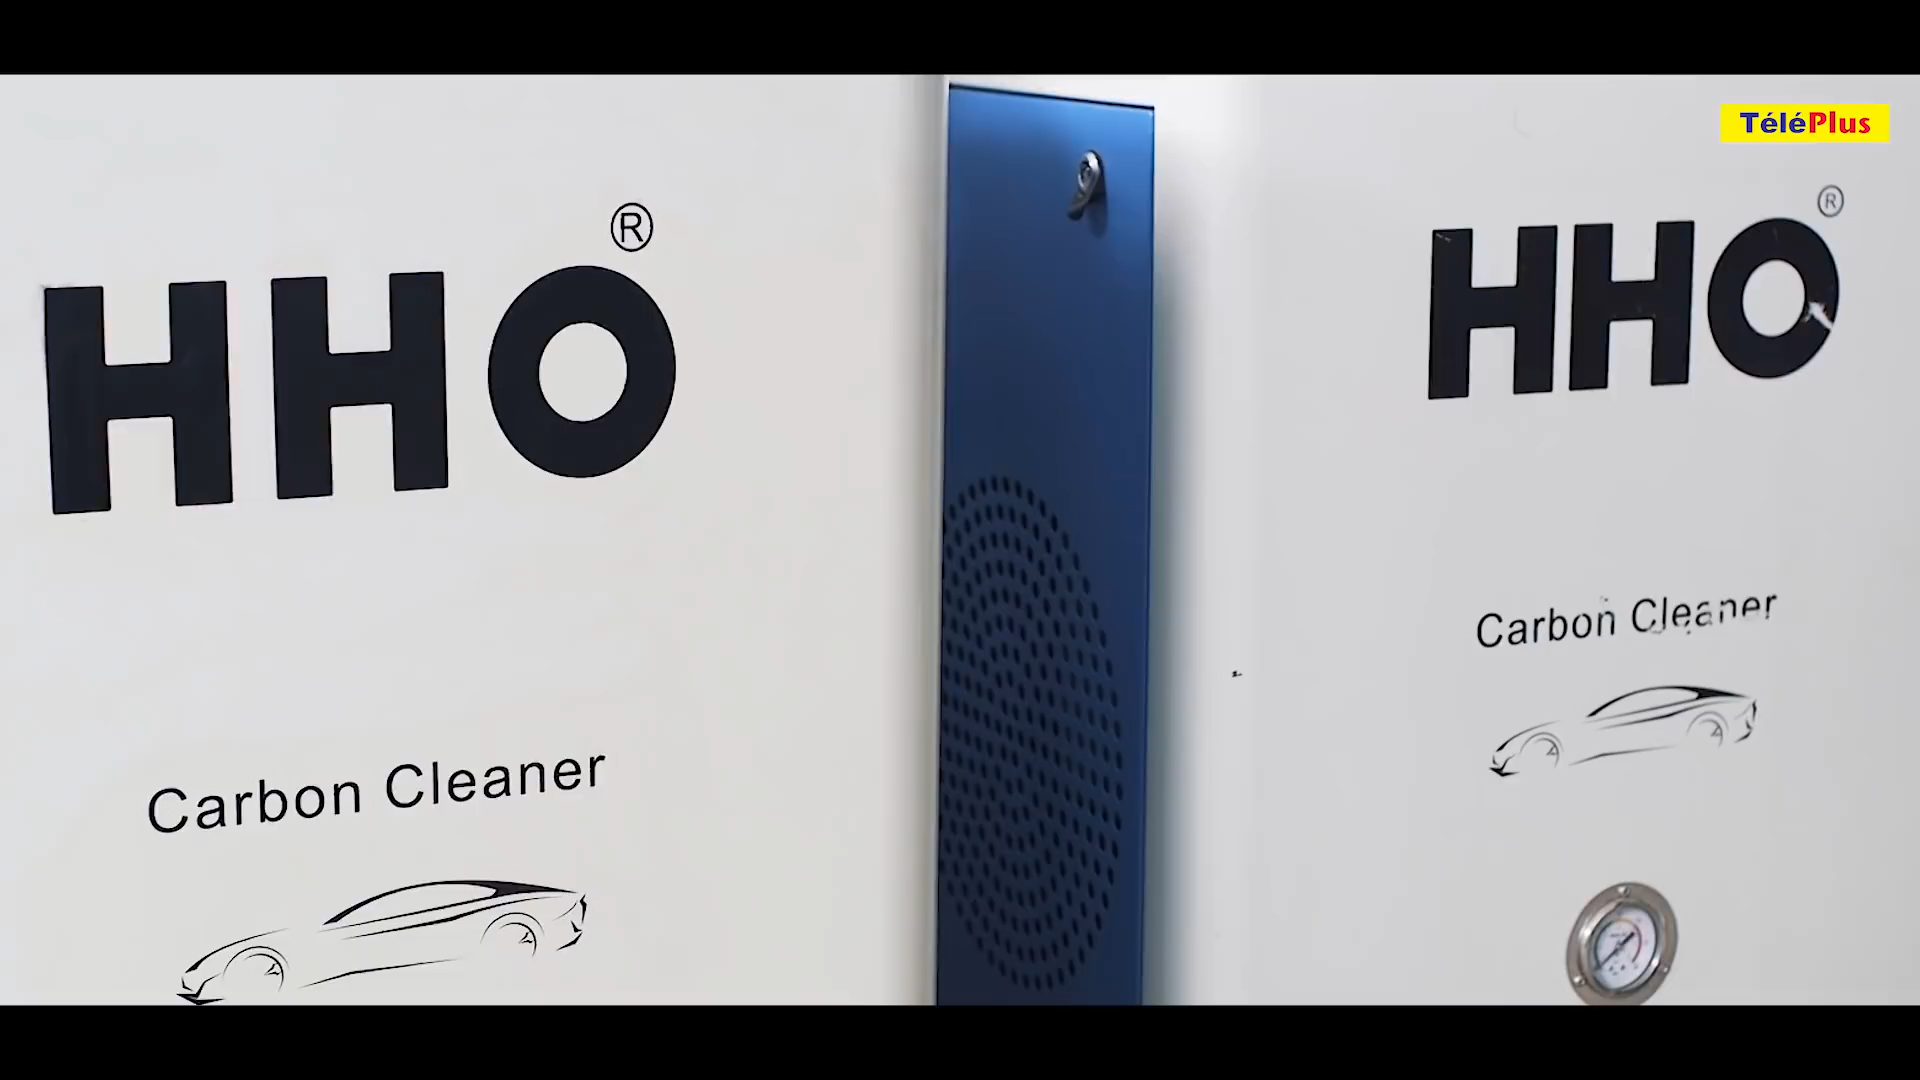 TéléPlus
HHO®
Carbon Cleaner
HHO®
Carbon Cleaner